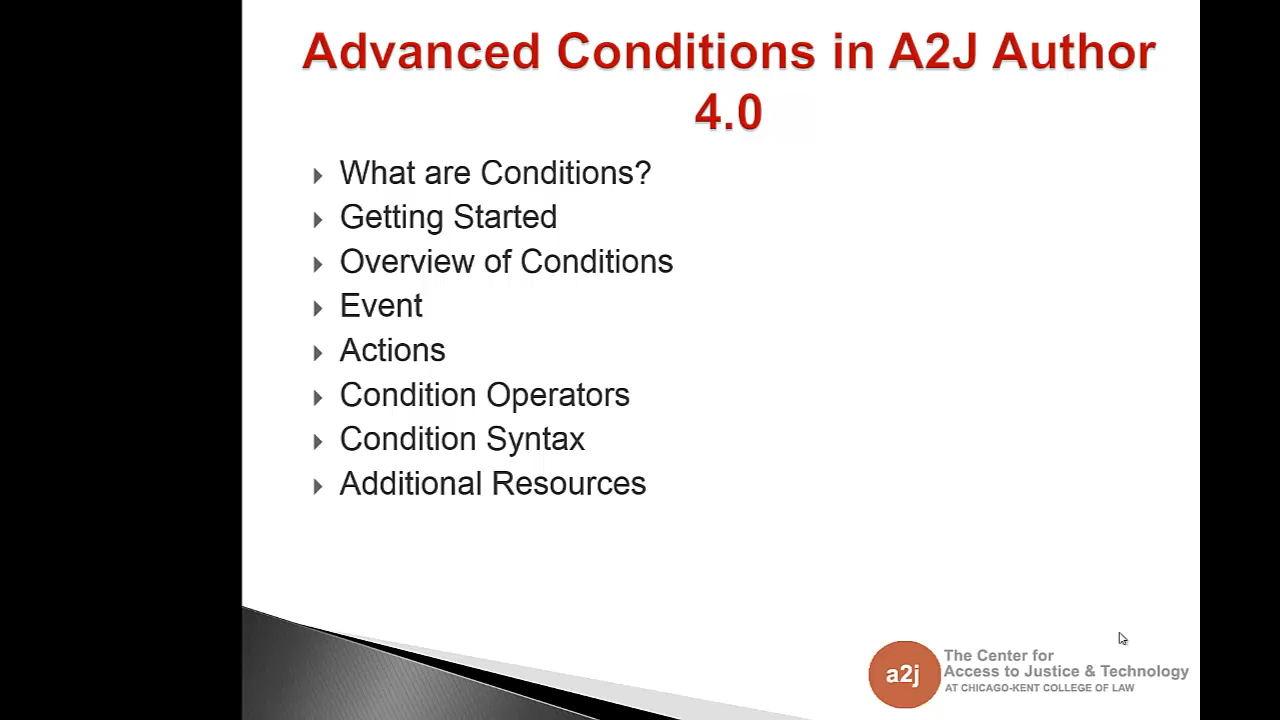 Advanced Conditions in A2J Author
4.0
What are Conditions?
Getting Started
Overview of Conditions
Event
Actions
Condition Operators
Condition Syntax
Additional Resources
a2j
The Center for
Access to Justice & Technology
AT CHICAGO-KENT COLLEGE OF LAW